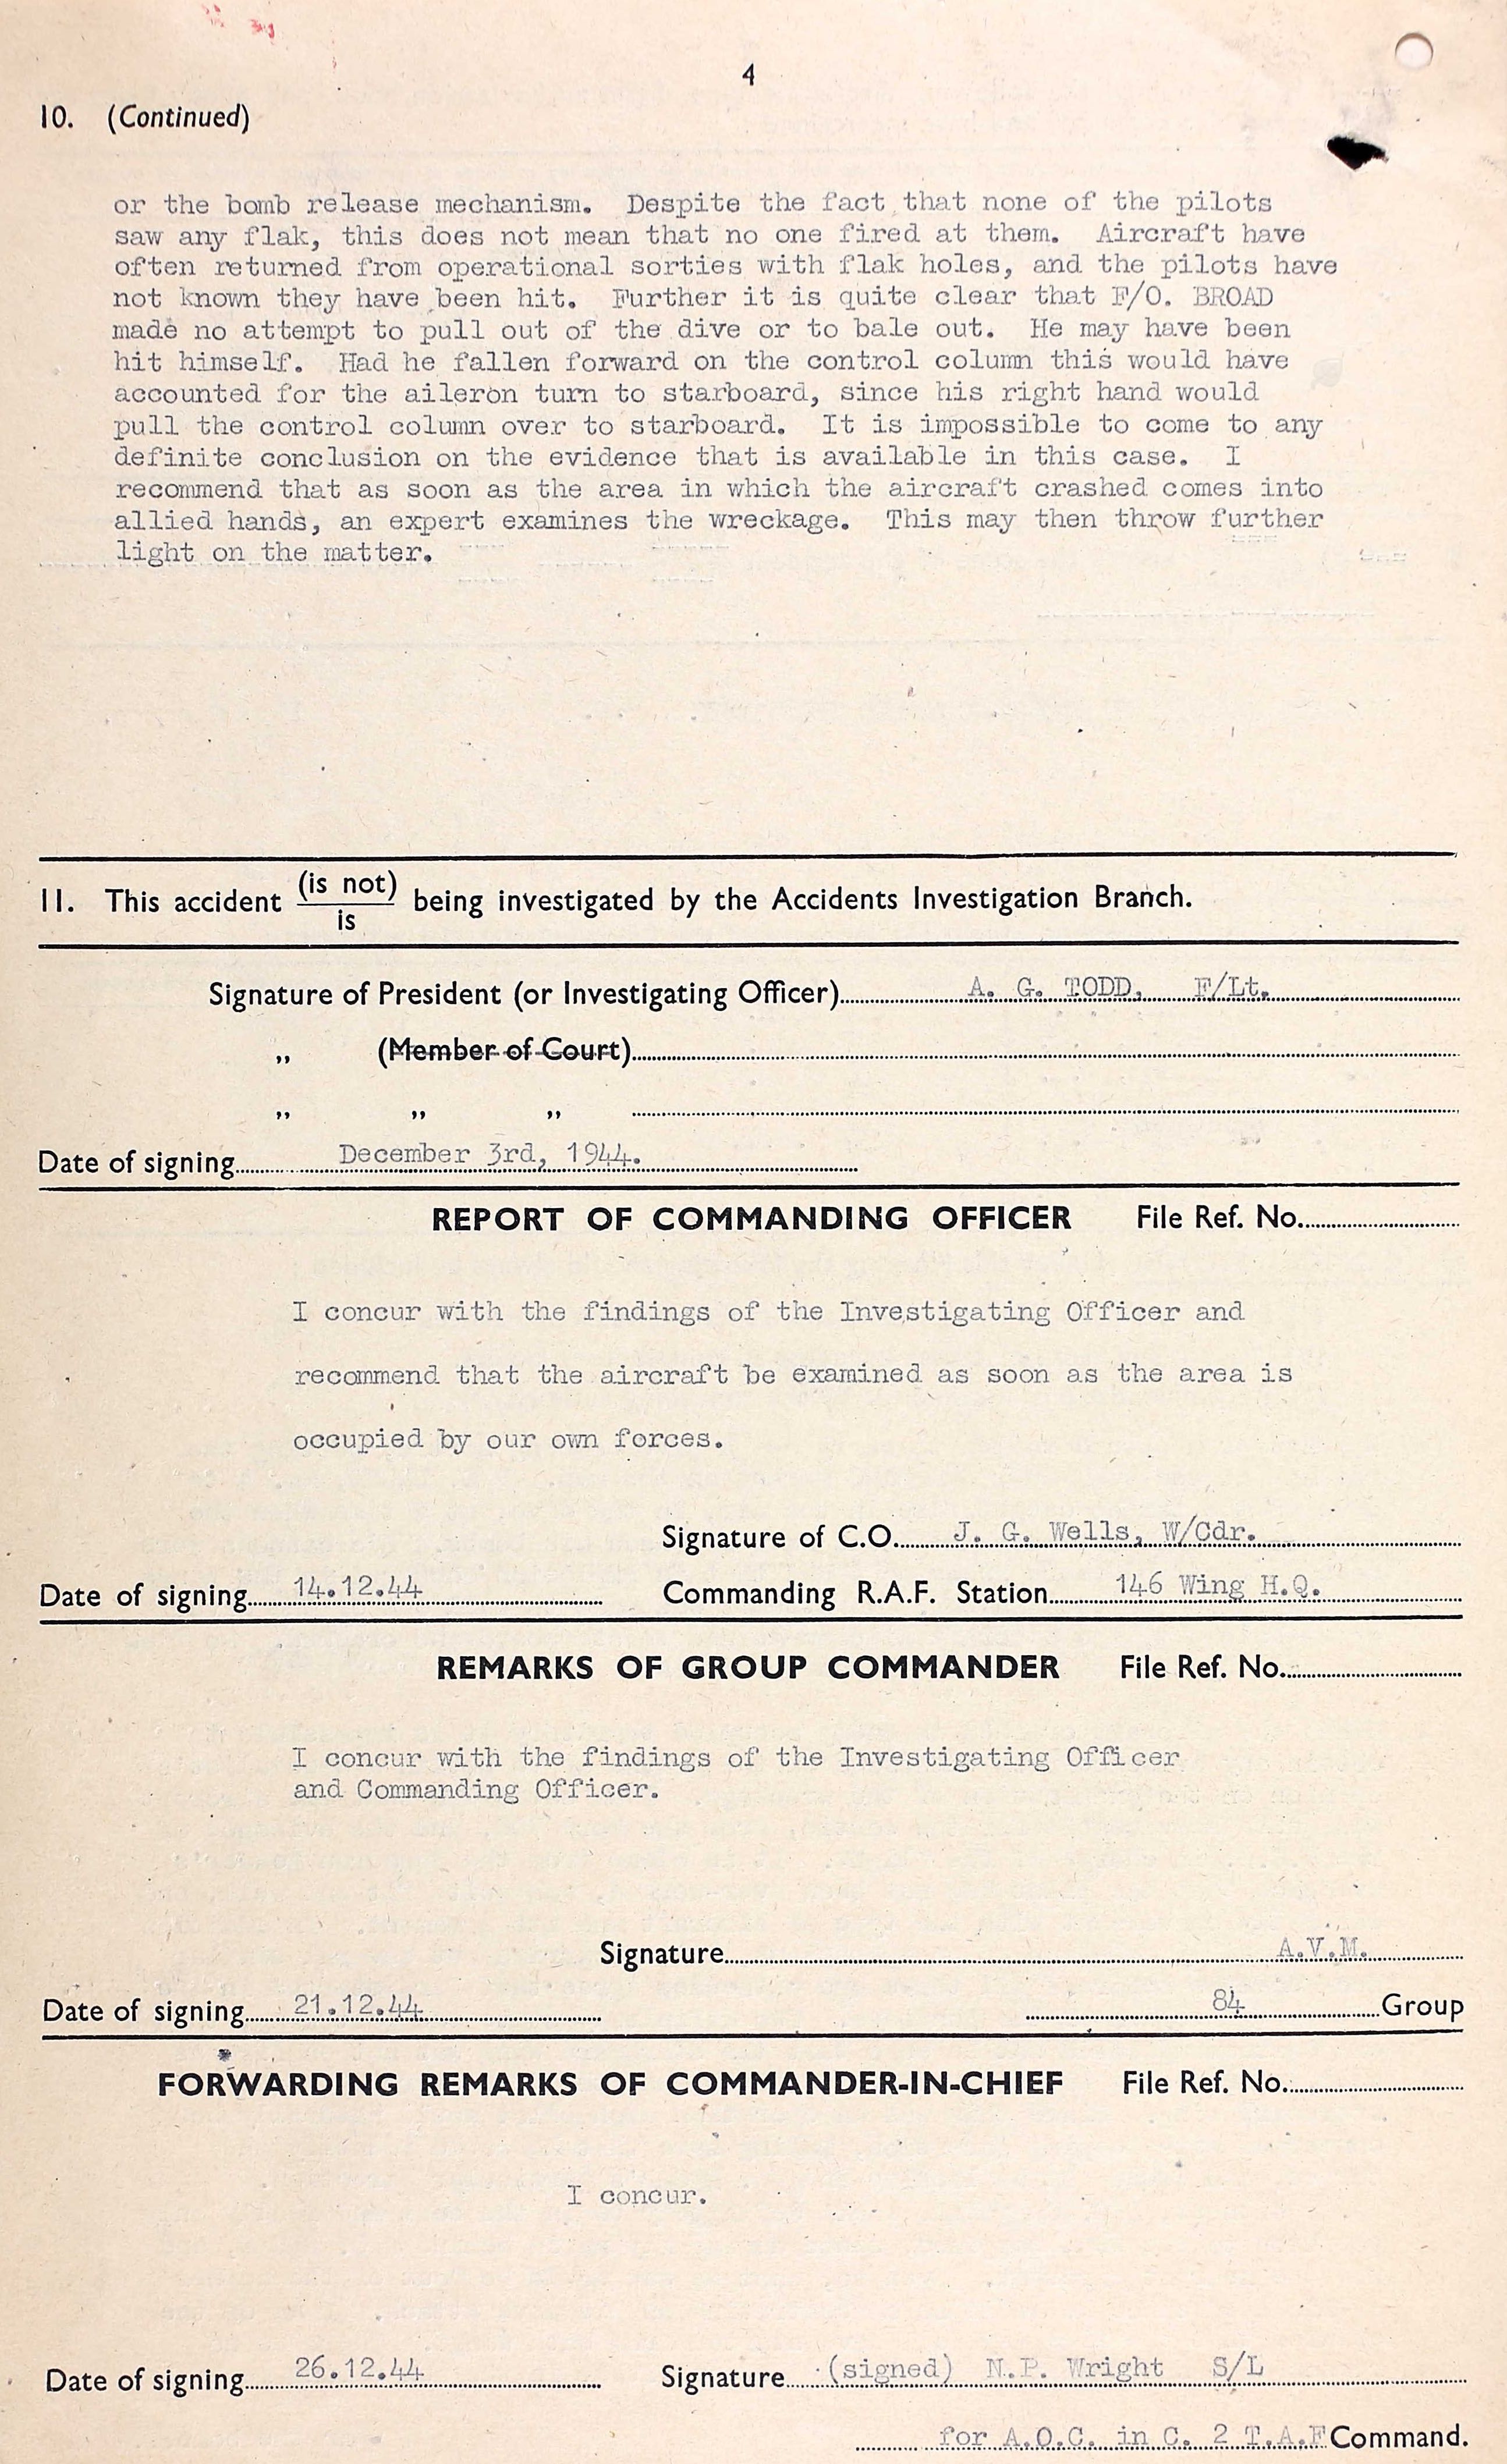 4
10. (Continued)
or the bomb release mechanism. Despite the fact that none of the pilots
saw any flak, this does not mean that no one fired at them. Aircraft have
often returned from operational sorties with flak holes, and the pilots have
not known they have been hit. Further it is quite clear that F/O. BROAD
made no attempt to pull out of the dive or to bale out. He may have been
hit himself. Had he fallen forward on the control column this would have
accounted for the aileron turn to starboard, since his right hand would
pull the control column over to starboard. It is impossible to come to any
definite conclusion on the evidence that is available in this case. I
recommend that as soon as the area in which the aircraft crashed comes into
allied hands, an expert examines the wreckage. This may then throw further
light on the matter.
11. This accident (is not) / is being investigated by the Accidents Investigation Branch.
Signature of President (or Investigating Officer) A. G. TODD, F/Lt.
„ (Member of Court)
„ „ „
Date of signing December 3rd, 1944.
REPORT OF COMMANDING OFFICER File Ref. No.
I concur with the findings of the Investigating Officer and
recommend that the aircraft be examined as soon as the area is
occupied by our own forces.
Signature of C.O. J. G. Wells, W/Cdr.
Date of signing 14.12.44 Commanding R.A.F. Station 146 Wing H.Q.
REMARKS OF GROUP COMMANDER File Ref. No.
I concur with the findings of the Investigating Officer
and Commanding Officer.
Signature A.V.M.
Date of signing 21.12.44 84 Group
FORWARDING REMARKS OF COMMANDER-IN-CHIEF File Ref. No.
I concur.
Date of signing 26.12.44 Signature (signed) N.P. Wright S/L
for A.O.C. in C. 2 T.A.F Command.